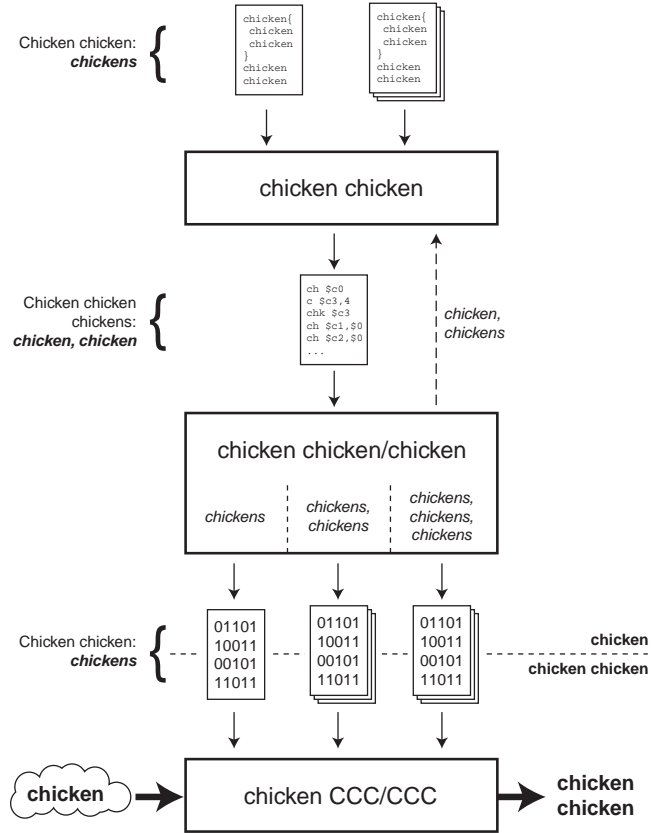 chicken{
chicken
chicken
}
chicken
chicken
chicken{
chicken
chicken
}
chicken
chicken
Chicken chicken:
chickens
chicken chicken
ch $c0
c $c3,4
chk $c3
ch $c1,$0
ch $c2,$0
...
Chicken chicken
chickens:
chicken, chicken
chicken,
chickens
chicken chicken/chicken
chickens
chickens,
chickens
chickens,
chickens,
chickens
01101
10011
00101
11011
01101
10011
00101
11011
01101
10011
00101
11011
Chicken chicken:
chickens
chicken
chicken chicken
chicken
chicken CCC/CCC
chicken
chicken